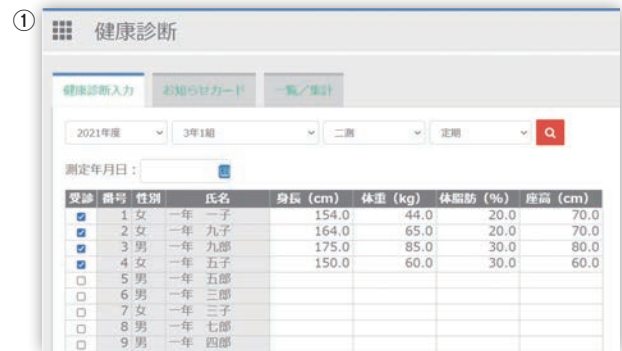 ①
健康診断
健康診断入力 お知らせカード 一覧／集計
2021年度 3年1組 二測 定期
測定年月日：
受診 番号 性別 氏名 身長（cm） 体重（kg） 体脂肪（%） 座高（cm）
1 女 一年 一子 154.0 44.0 20.0 70.0
2 女 一年 九子 164.0 65.0 20.0 70.0
3 男 一年 九郎 175.0 85.0 30.0 80.0
4 女 一年 五子 150.0 60.0 30.0 60.0
5 男 一年 五郎
6 男 一年 三郎
7 女 一年 三子
8 男 一年 七郎
9 男 一年 四郎